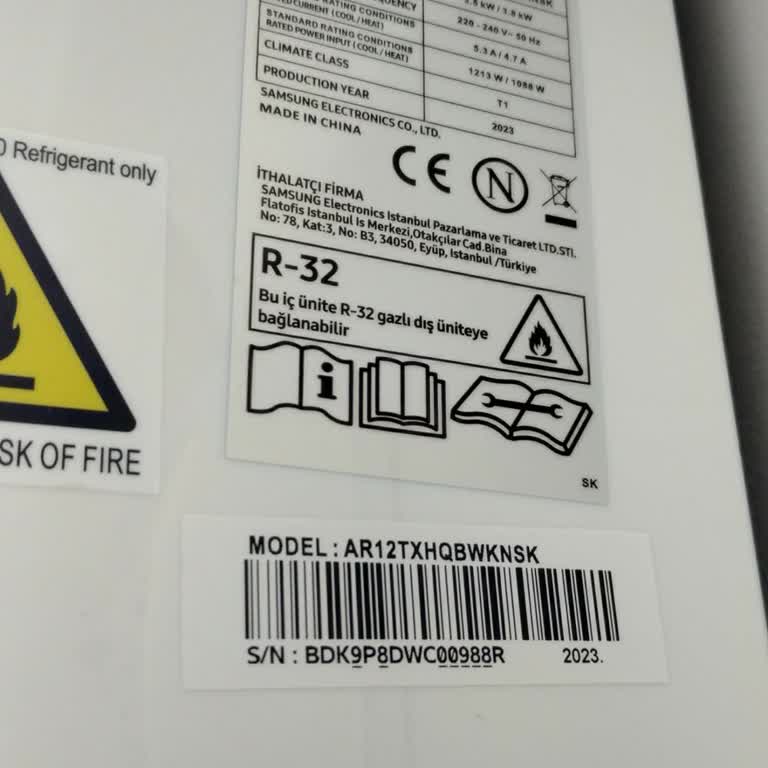 QUENCY
RATING CONDITIONS
CURRENT (COOL / HEAT)
220 - 240 V~ 50 Hz
STANDARD RATING CONDITIONS
RATED POWER INPUT (COOL / HEAT)
5.3 A / 4.7 A
CLIMATE CLASS
1213 W / 1088 W
PRODUCTION YEAR
T1
SAMSUNG ELECTRONICS CO., LTD.
2023
MADE IN CHINA
CE N
İTHALATÇI FİRMA
SAMSUNG Electronics Istanbul Pazarlama ve Ticaret LTD.STI.
Flatofis Istanbul Is Merkezi,Otakçılar Cad.Bina
No: 78, Kat:3, No: B3, 34050, Eyüp, Istanbul /Türkiye
R-32
Bu iç ünite R-32 gazlı dış üniteye
bağlanabilir
i
SK
Refrigerant only
SK OF FIRE
MODEL : AR12TXHQBWKNSK
S/N : BDK9P8DWC00988R 2023.